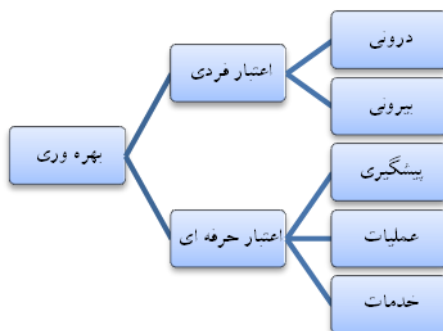 درونی
اعتبار فردی
بیرونی
بهره وری
پیشگیری
اعتبار حرفه ای
عملیات
خدمات